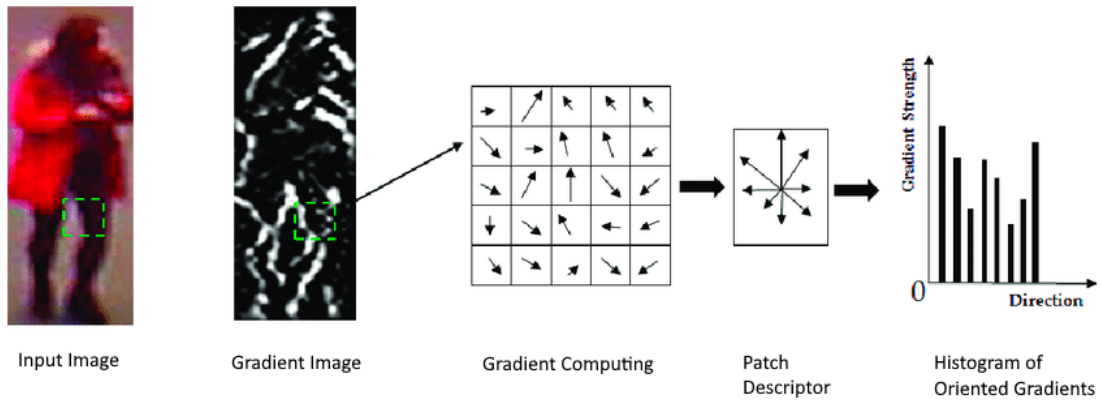 Gradient Strength
0
Direction
Input Image
Gradient Image
Gradient Computing
Patch
Descriptor
Histogram of
Oriented Gradients